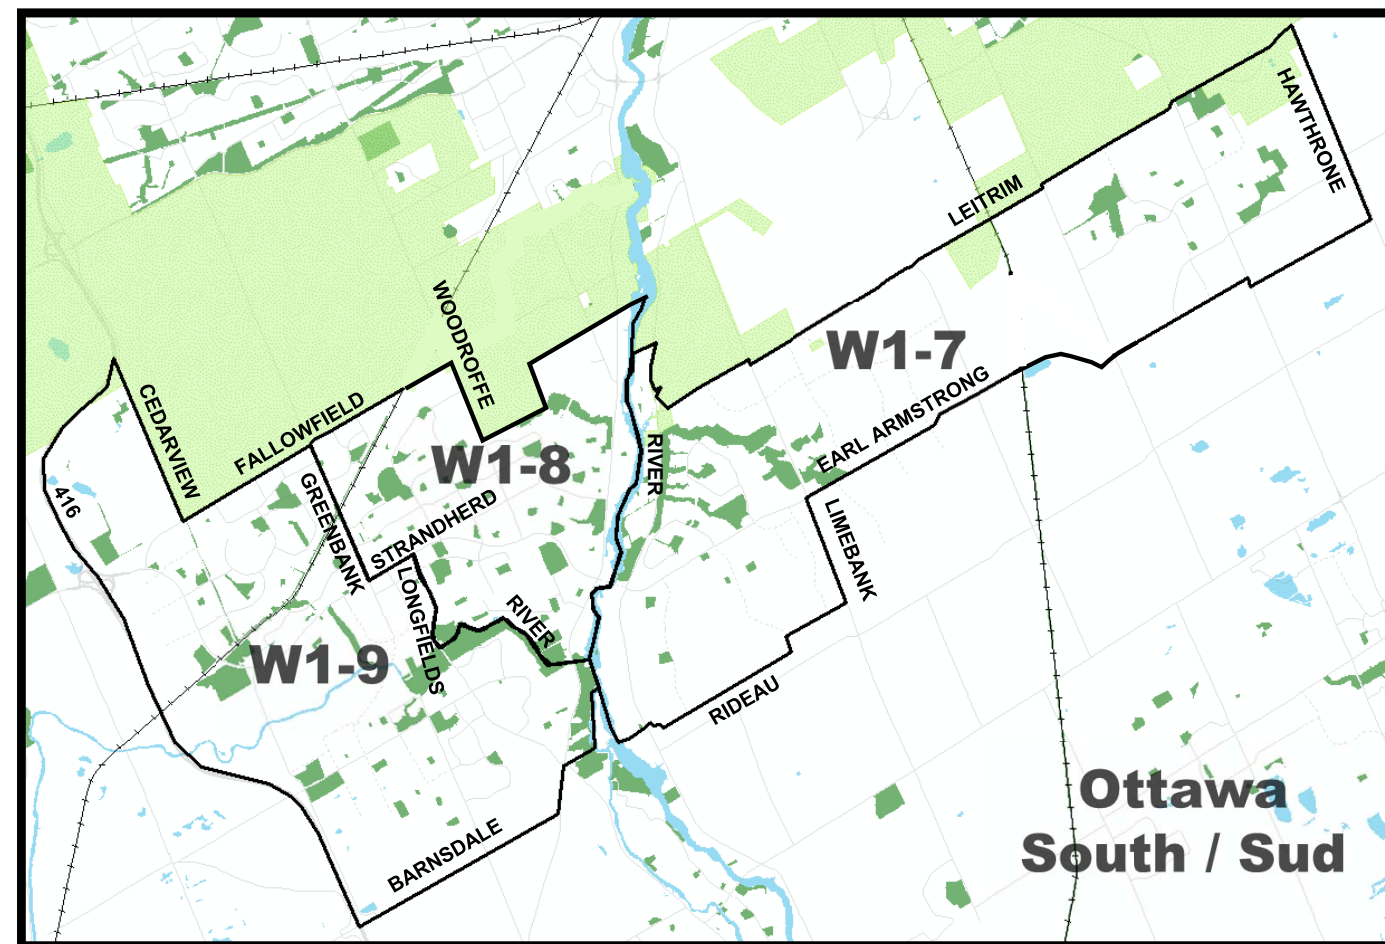 HAWTHRONE
LEITRIM
WOODROFFE
W1-7
CEDARVIEW
FALLOWFIELD
EARL ARMSTRONG
W1-8
RIVER
416
GREENBANK
STRANDHERD
LIMEBANK
LONGFIELDS
RIVER
W1-9
RIDEAU
Ottawa
South / Sud
BARNSDALE